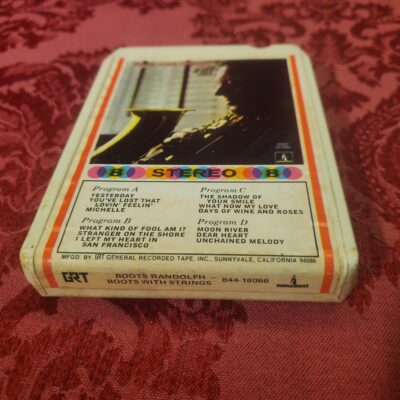 8 STEREO 8
Program A
YESTERDAY
YOU'VE LOST THAT
LOVIN' FEELIN'
MICHELLE
Program B
WHAT KIND OF FOOL AM I?
STRANGER ON THE SHORE
I LEFT MY HEART IN
SAN FRANCISCO
Program C
THE SHADOW OF
YOUR SMILE
WHAT NOW MY LOVE
DAYS OF WINE AND ROSES
Program D
MOON RIVER
DEAR HEART
UNCHAINED MELODY
MFGD. BY GRT GENERAL RECORDED TAPE, INC., SUNNYVALE, CALIFORNIA 94086
GRT
BOOTS RANDOLPH – 844-18066
BOOTS WITH STRINGS
monument